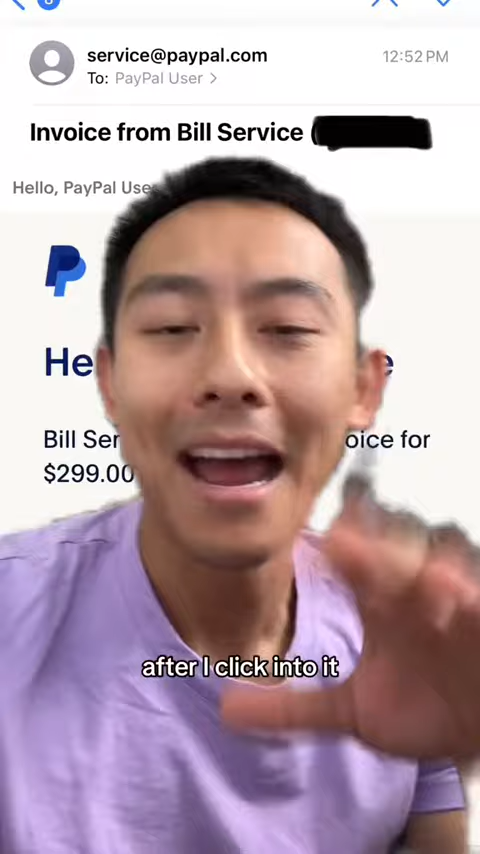 8
service@paypal.com
12:52 PM
To: PayPal User
Invoice from Bill Service (
Hello, PayPal Use
He e
Bill Ser oice for
$299.00
after I click into it